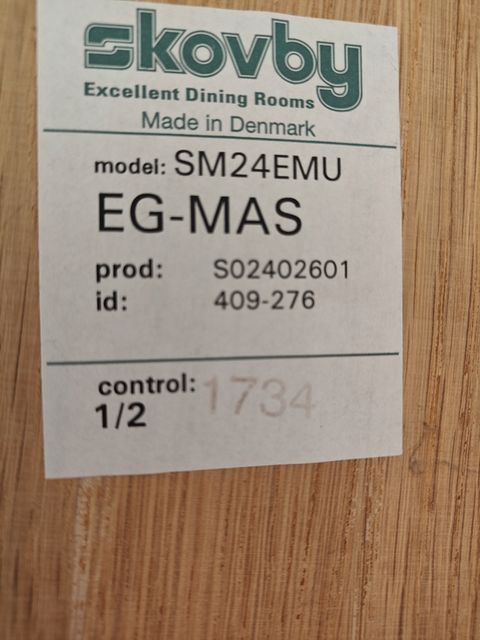 skovby
Excellent Dining Rooms
Made in Denmark
model: SM24EMU
EG-MAS
prod: S02402601
id: 409-276
control: 1734
1/2